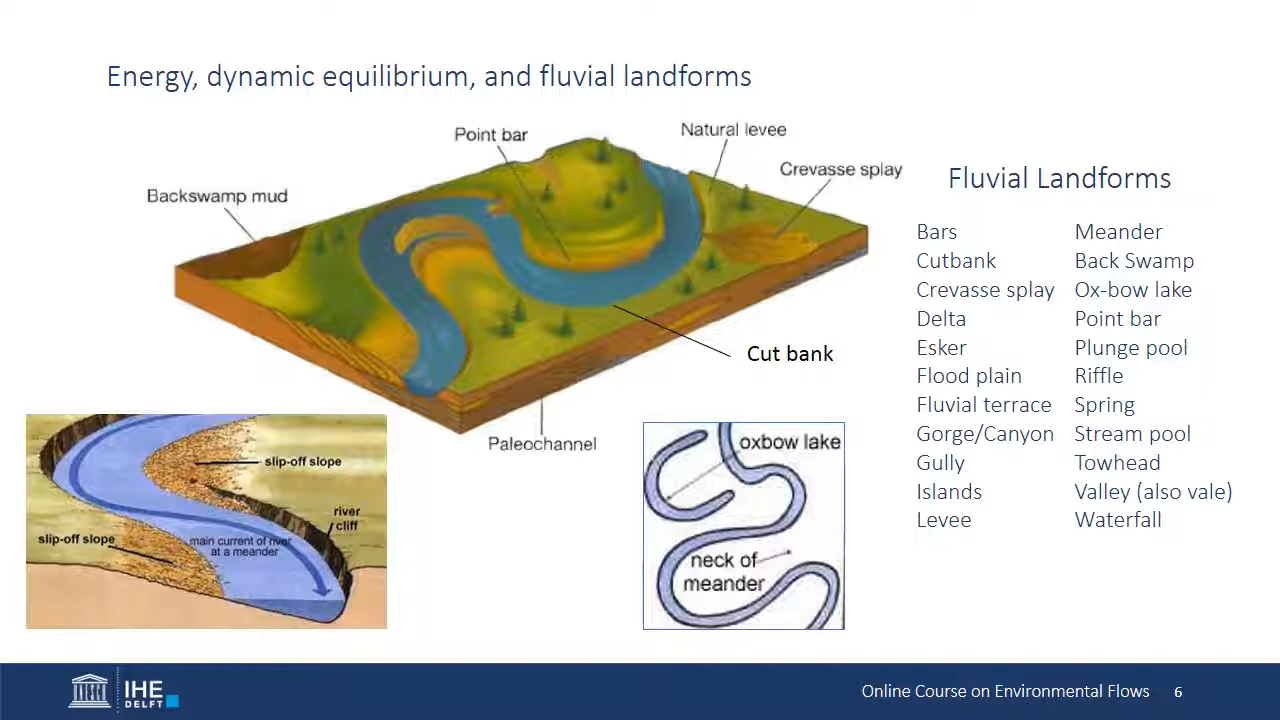 Energy, dynamic equilibrium, and fluvial landforms
Point bar
Natural levee
Crevasse splay
Backswamp mud
Cut bank
Paleochannel
slip-off slope
river
cliff
slip-off slope
main current of river
at a meander
oxbow lake
neck of
meander
Fluvial Landforms
Bars
Cutbank
Crevasse splay
Delta
Esker
Flood plain
Fluvial terrace
Gorge/Canyon
Gully
Islands
Levee
Meander
Back Swamp
Ox-bow lake
Point bar
Plunge pool
Riffle
Spring
Stream pool
Towhead
Valley (also vale)
Waterfall
UNESCO
IHE
DELFT
Online Course on Environmental Flows
6